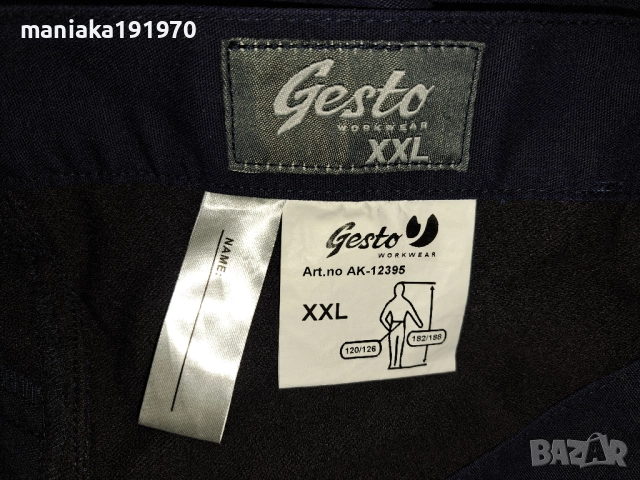 maniaka191970
Gesto
WORKWEAR
XXL
NAME:
Gesto
WORKWEAR
Art.no AK-12395
XXL
120/126
182/188
BAZAR